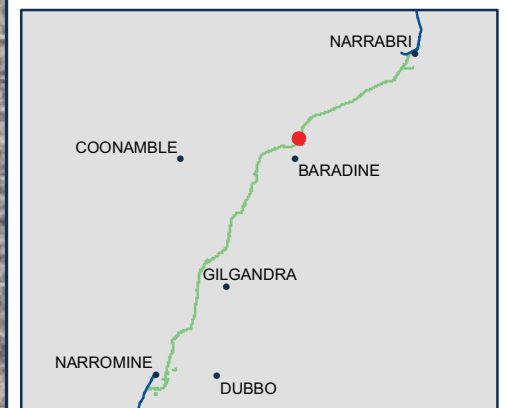 NARRABRI
COONAMBLE
BARADINE
GILGANDRA
NARROMINE
DUBBO